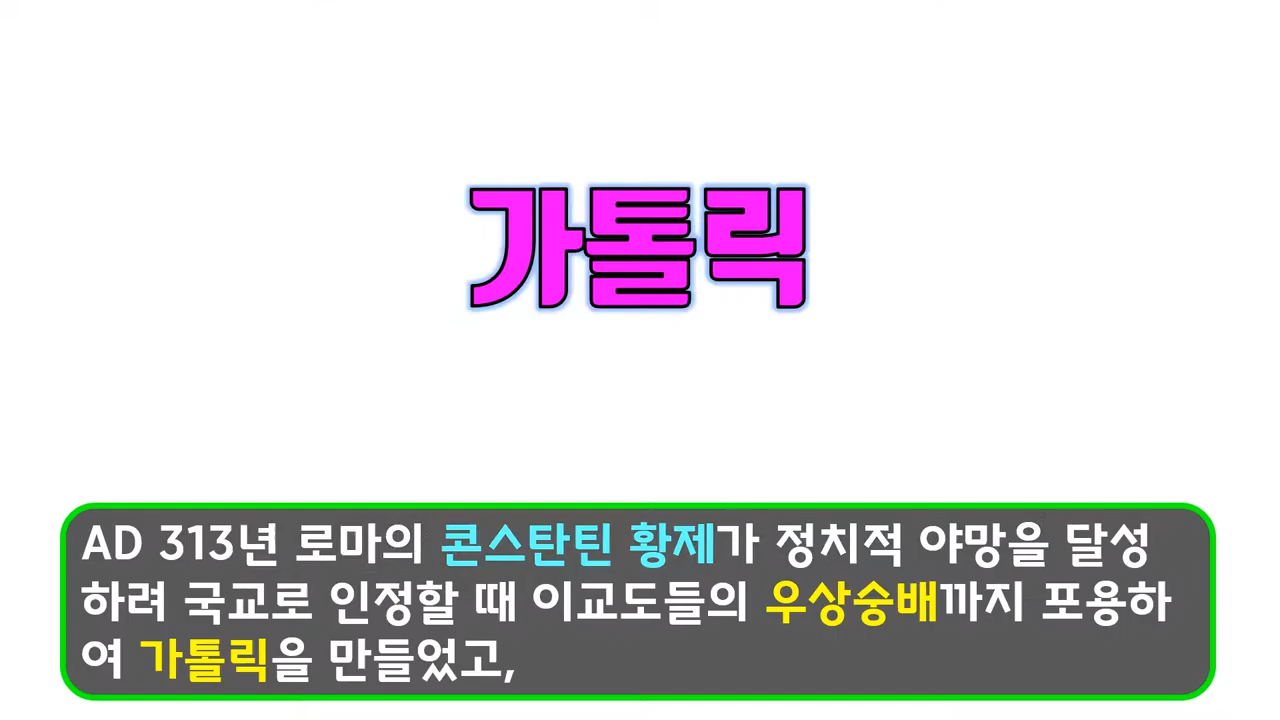 가톨릭
AD 313년 로마의 콘스탄틴 황제가 정치적 야망을 달성
하려 국교로 인정할 때 이교도들의 우상숭배까지 포용하
여 가톨릭을 만들었고,